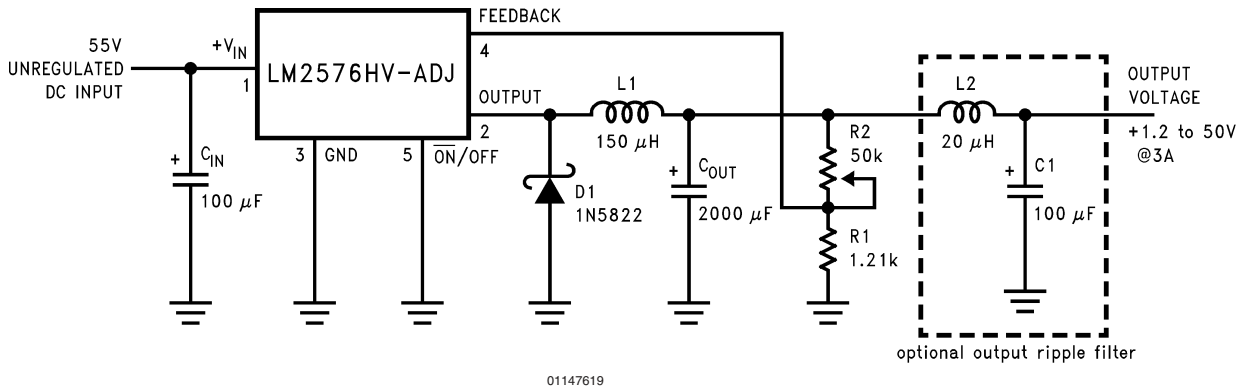 FEEDBACK
55V
UNREGULATED
DC INPUT
+VIN
1
LM2576HV-ADJ
4
OUTPUT
2
L1
150 μH
L2
20 μH
OUTPUT
VOLTAGE
+1.2 to 50V
@3A
R2
50k
3 GND
5 ON/OFF
+ CIN
100 μF
D1
1N5822
+ COUT
2000 μF
R1
1.21k
+ C1
100 μF
optional output ripple filter
01147619